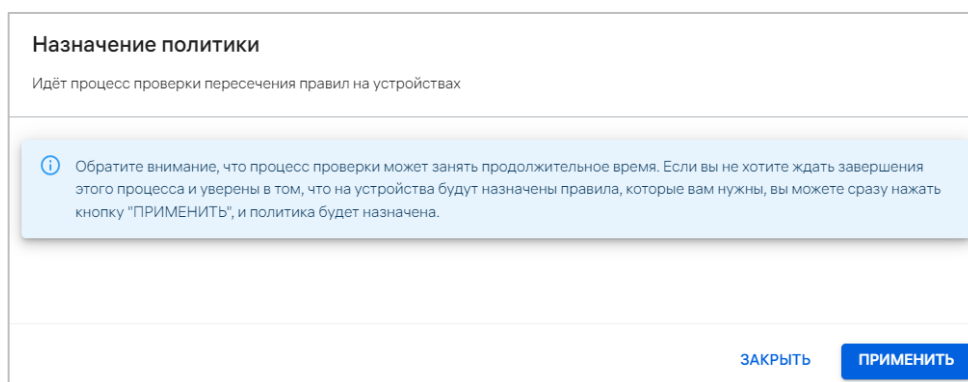 Назначение политики
Идёт процесс проверки пересечения правил на устройствах
Обратите внимание, что процесс проверки может занять продолжительное время. Если вы не хотите ждать завершения
этого процесса и уверены в том, что на устройства будут назначены правила, которые вам нужны, вы можете сразу нажать
кнопку "ПРИМЕНИТЬ", и политика будет назначена.
ЗАКРЫТЬ ПРИМЕНИТЬ